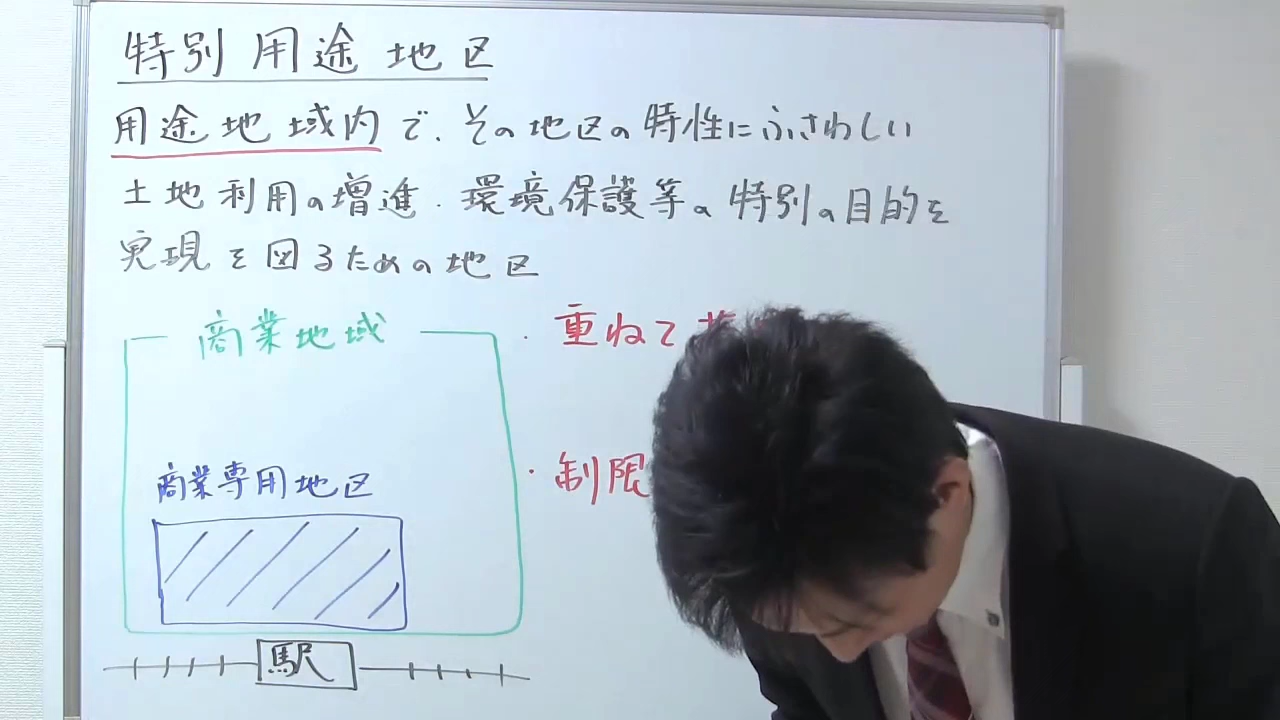 特別用途地区
用途地域内で、その地区の特性にふさわしい
土地利用の増進、環境保護等の特別の目的を
実現を図るための地区
商業地域
・重ねて
商業専用地区
・制限
駅